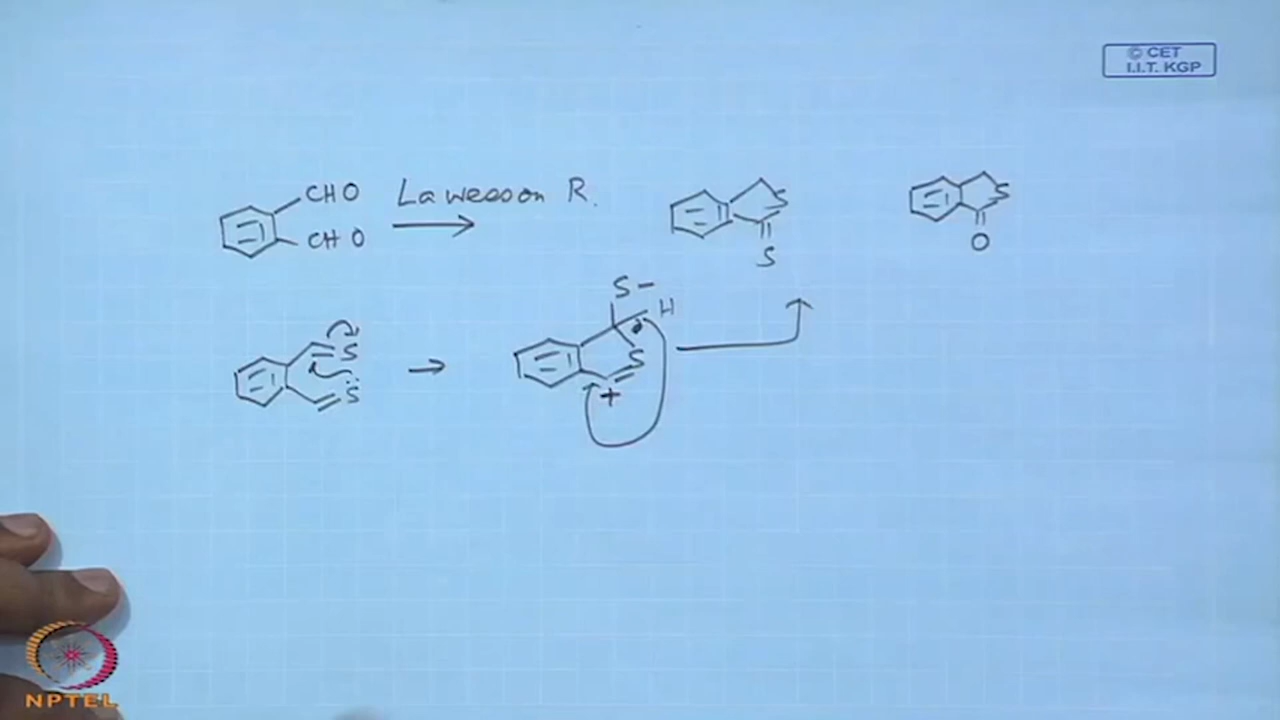 © CET
I.I.T. KGP
CHO
Lawesson R.
CHO
S
S
S
O
S
S
S -
H
S
+
NPTEL